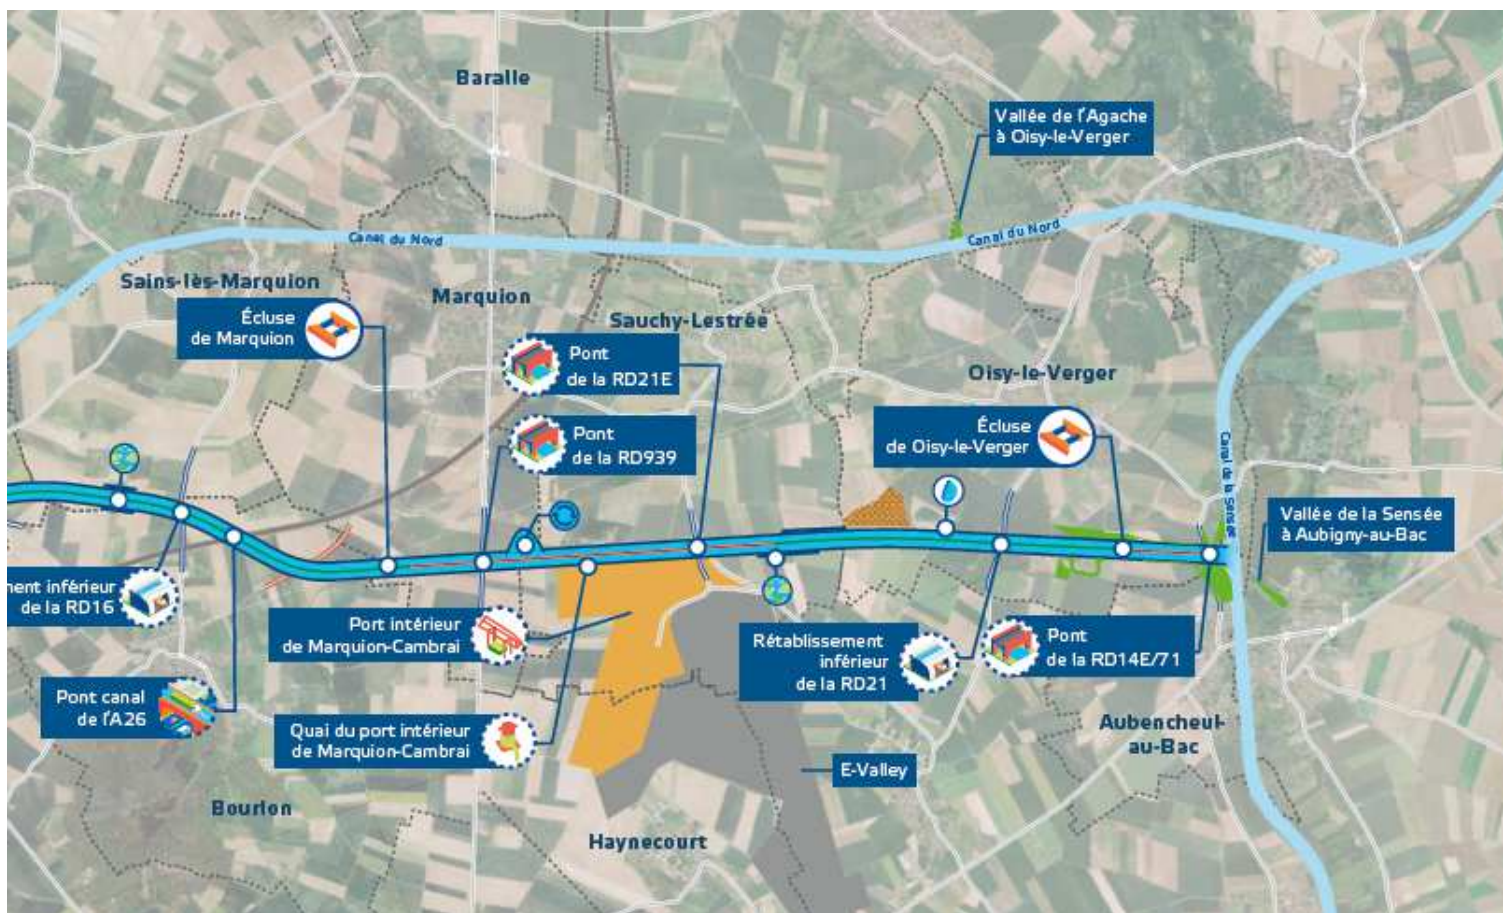 Baralle
Vallée de l'Agache
à Oisy-le-Verger
Canal du Nord
Canal du Nord
Sains-lès-Marquion
Marquion
Écluse
de Marquion
Sauchy-Lestrée
Pont
de la RD21E
Oisy-le-Verger
Écluse
de Oisy-le-Verger
Pont
de la RD939
Canal de la Sensée
Vallée de la Sensée
à Aubigny-au-Bac
inférieur
de la RD16
Port intérieur
de Marquion-Cambrai
Rétablissement
inférieur
de la RD21
Pont
de la RD14E/71
Pont canal
de l'A26
Quai du port intérieur
de Marquion-Cambrai
Aubencheul-
au-Bac
E-Valley
Bourlon
Haynecourt